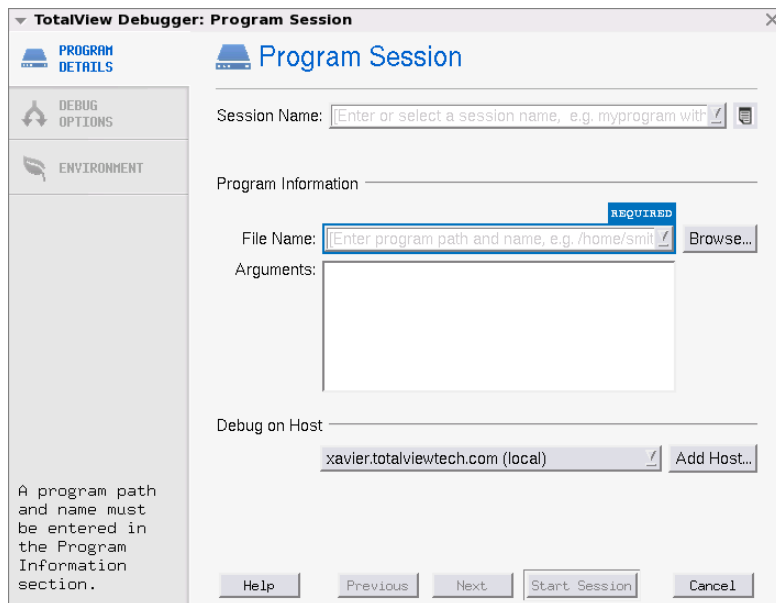 TotalView Debugger: Program Session
PROGRAM
DETAILS
DEBUG
OPTIONS
ENVIRONMENT
A program path
and name must
be entered in
the Program
Information
section.
Program Session
Session Name: [Enter or select a session name, e.g. myprogram with
Program Information
REQUIRED
File Name: [Enter program path and name, e.g. /home/smit Browse...
Arguments:
Debug on Host
xavier.totalviewtech.com (local) Add Host...
Help Previous Next Start Session Cancel